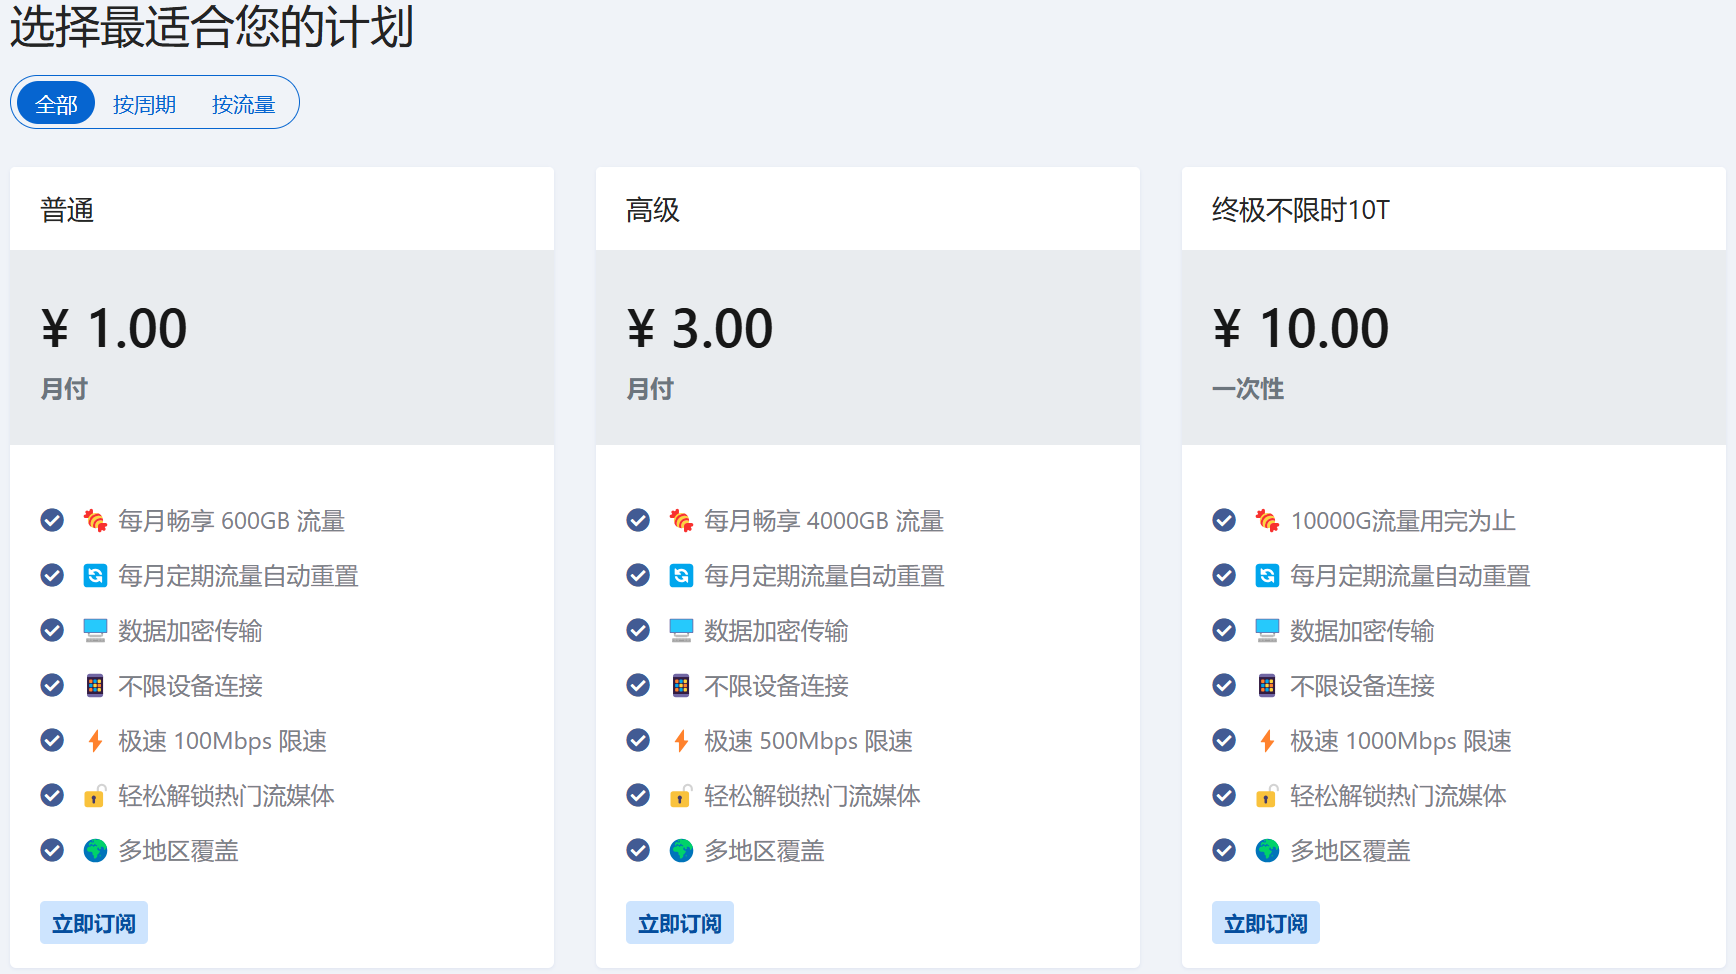 选择最适合您的计划
全部 按周期 按流量
普通
¥ 1.00
月付
每月畅享 600GB 流量
每月定期流量自动重置
数据加密传输
不限设备连接
极速 100Mbps 限速
轻松解锁热门流媒体
多地区覆盖
立即订阅
高级
¥ 3.00
月付
每月畅享 4000GB 流量
每月定期流量自动重置
数据加密传输
不限设备连接
极速 500Mbps 限速
轻松解锁热门流媒体
多地区覆盖
立即订阅
终极不限时10T
¥ 10.00
一次性
10000G流量用完为止
每月定期流量自动重置
数据加密传输
不限设备连接
极速 1000Mbps 限速
轻松解锁热门流媒体
多地区覆盖
立即订阅